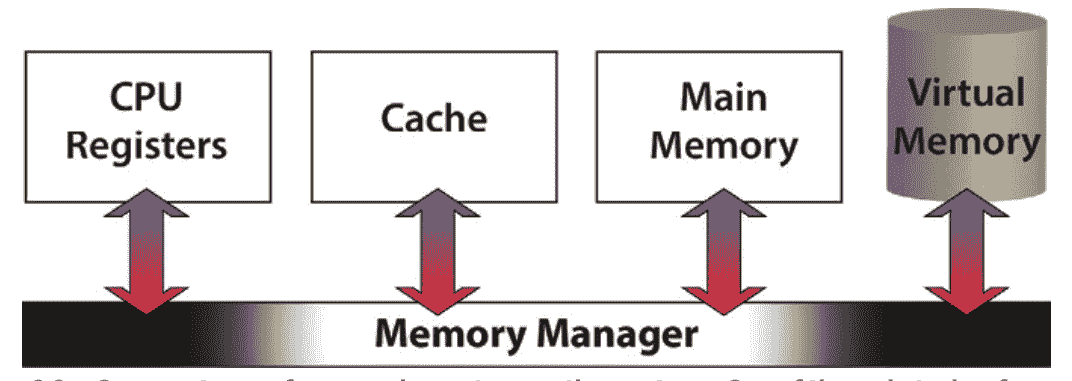 CPU
Registers
Cache
Main
Memory
Virtual
Memory
Memory Manager